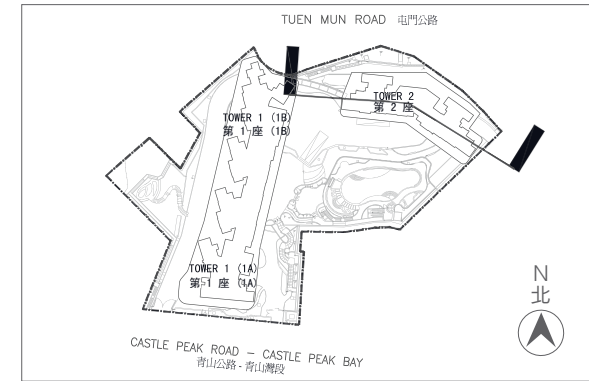 TUEN MUN ROAD 屯門公路
TOWER 2
第 2 座
TOWER 1 (1B)
第 1 座 (1B)
TOWER 1 (1A)
第 1 座 (1A)
N
北
CASTLE PEAK ROAD - CASTLE PEAK BAY
青山公路 - 青山灣段